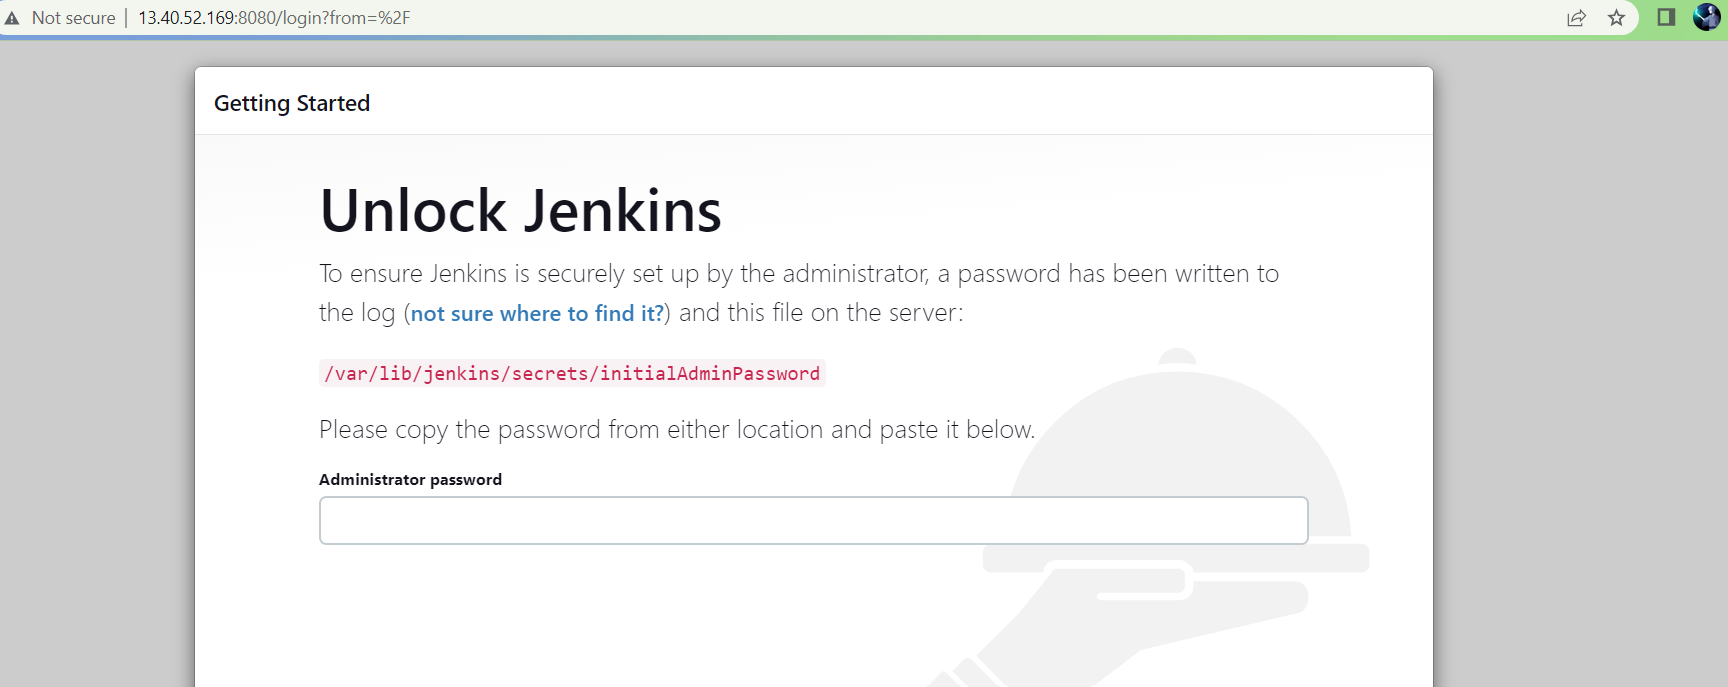 Not secure | 13.40.52.169:8080/login?from=%2F
Getting Started
Unlock Jenkins
To ensure Jenkins is securely set up by the administrator, a password has been written to
the log (not sure where to find it?) and this file on the server:
/var/lib/jenkins/secrets/initialAdminPassword
Please copy the password from either location and paste it below.
Administrator password